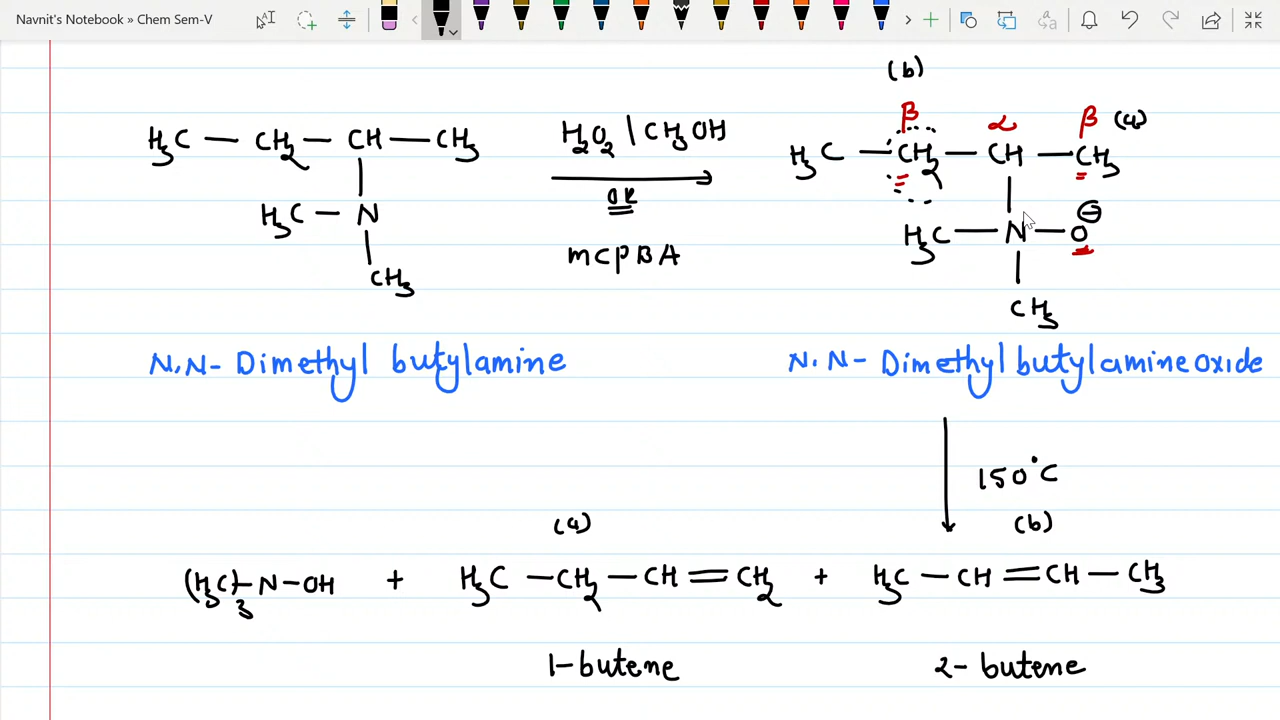 Navnit's Notebook » Chem Sem-V
(b)
β α β (a)
H3C — CH2 — CH — CH3 H2O2 | CH3OH H3C — CH2 — CH — CH3
OR
H3C — N mcpBA H3C — N — O⊖
CH3 CH3
N,N- Dimethyl butylamine N,N- Dimethyl butylamine oxide
150°C
(a) (b)
(H3C)3 — N — OH + H3C — CH2 — CH = CH2 + H3C — CH = CH — CH3
1-butene 2- butene